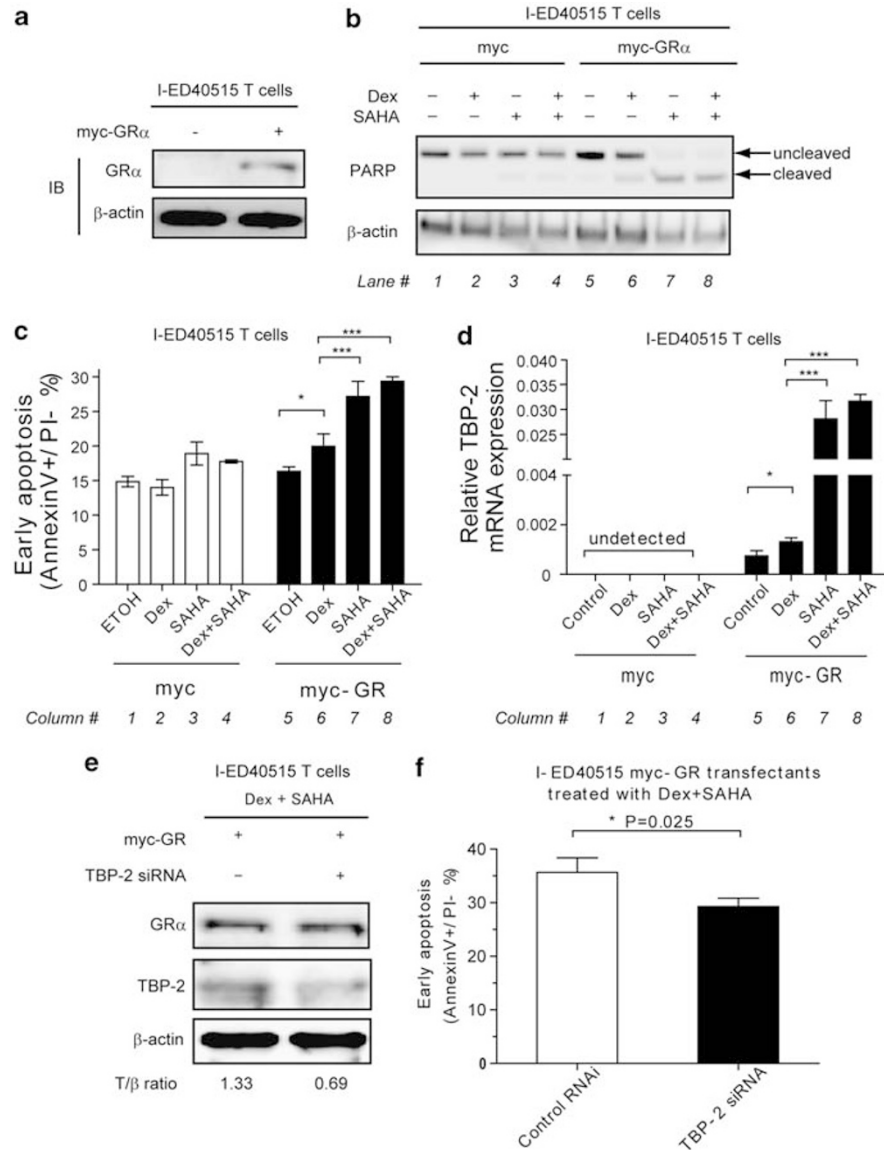 a
I-ED40515 T cells
myc-GRα - +
IB
GRα
β-actin
b
I-ED40515 T cells
myc myc-GRα
Dex – + – + – + – +
SAHA – – + + – – + +
PARP
uncleaved
cleaved
β-actin
Lane # 1 2 3 4 5 6 7 8
c
I-ED40515 T cells
Early apoptosis
(AnnexinV+/ PI- %)
30
25
20
15
10
5
0
*
***
***
ETOH Dex SAHA Dex+SAHA ETOH Dex SAHA Dex+SAHA
myc myc- GR
Column # 1 2 3 4 5 6 7 8
d
I-ED40515 T cells
Relative TBP-2
mRNA expression
0.040
0.035
0.030
0.025
0.020
0.004
0.002
0
undetected
*
***
***
Control Dex SAHA Dex+SAHA Control Dex SAHA Dex+SAHA
myc myc- GR
Column # 1 2 3 4 5 6 7 8
e
I-ED40515 T cells
Dex + SAHA
myc-GR + +
TBP-2 siRNA – +
GRα
TBP-2
β-actin
T/β ratio 1.33 0.69
f
I- ED40515 myc- GR transfectants
treated with Dex+SAHA
* P=0.025
Early apoptosis
(AnnexinV+/ PI- %)
40
30
20
10
0
Control RNAi TBP- 2 siRNA